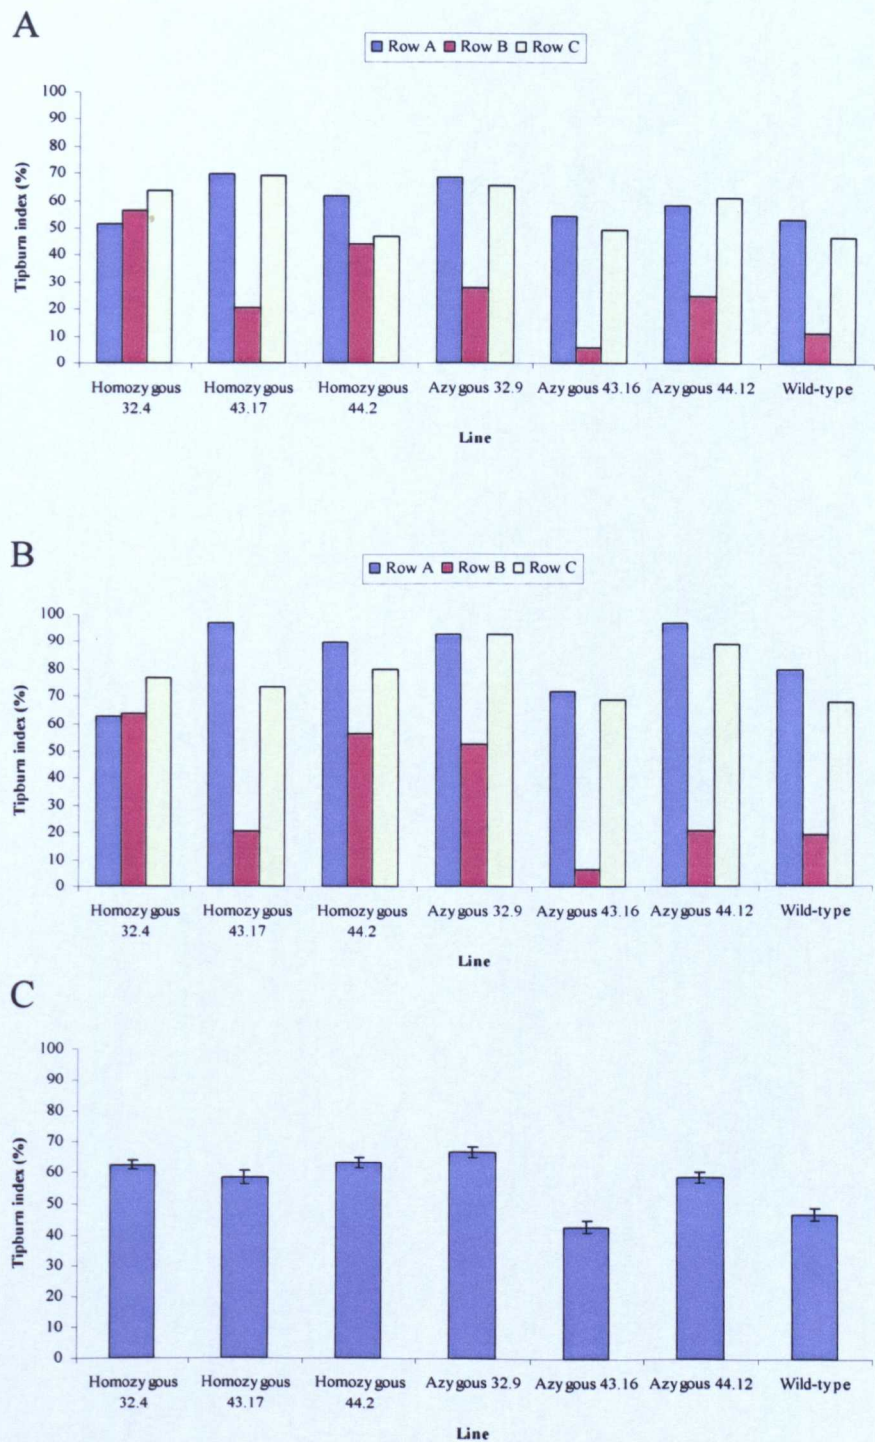 A
Row A Row B Row C
Tipburn index (%)
100
90
80
70
60
50
40
30
20
10
0
Homozygous 32.4
Homozygous 43.17
Homozygous 44.2
Azygous 32.9
Azygous 43.16
Azygous 44.12
Wild-type
Line
B
Row A Row B Row C
Tipburn index (%)
100
90
80
70
60
50
40
30
20
10
0
Homozygous 32.4
Homozygous 43.17
Homozygous 44.2
Azygous 32.9
Azygous 43.16
Azygous 44.12
Wild-type
Line
C
Tipburn index (%)
100
90
80
70
60
50
40
30
20
10
0
Homozygous 32.4
Homozygous 43.17
Homozygous 44.2
Azygous 32.9
Azygous 43.16
Azygous 44.12
Wild-type
Line